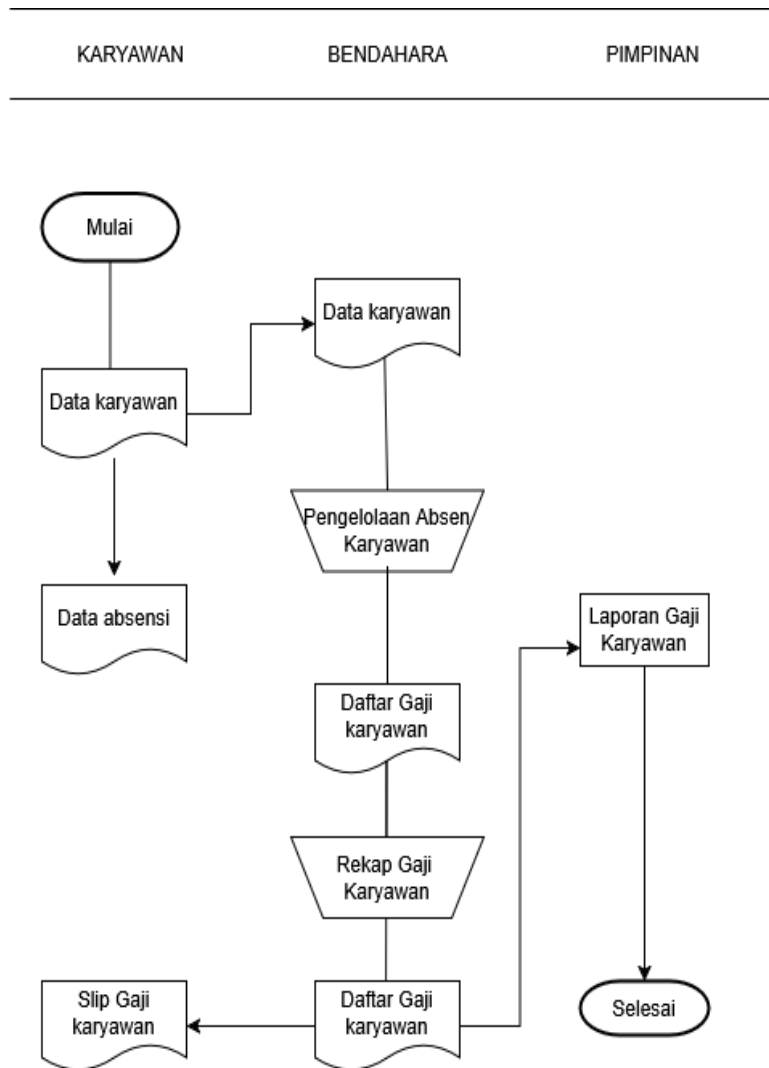 KARYAWAN
BENDAHARA
PIMPINAN
Mulai
Data karyawan
Data karyawan
Pengelolaan Absen
Karyawan
Data absensi
Laporan Gaji
Karyawan
Daftar Gaji
karyawan
Rekap Gaji
Karyawan
Slip Gaji
karyawan
Daftar Gaji
karyawan
Selesai